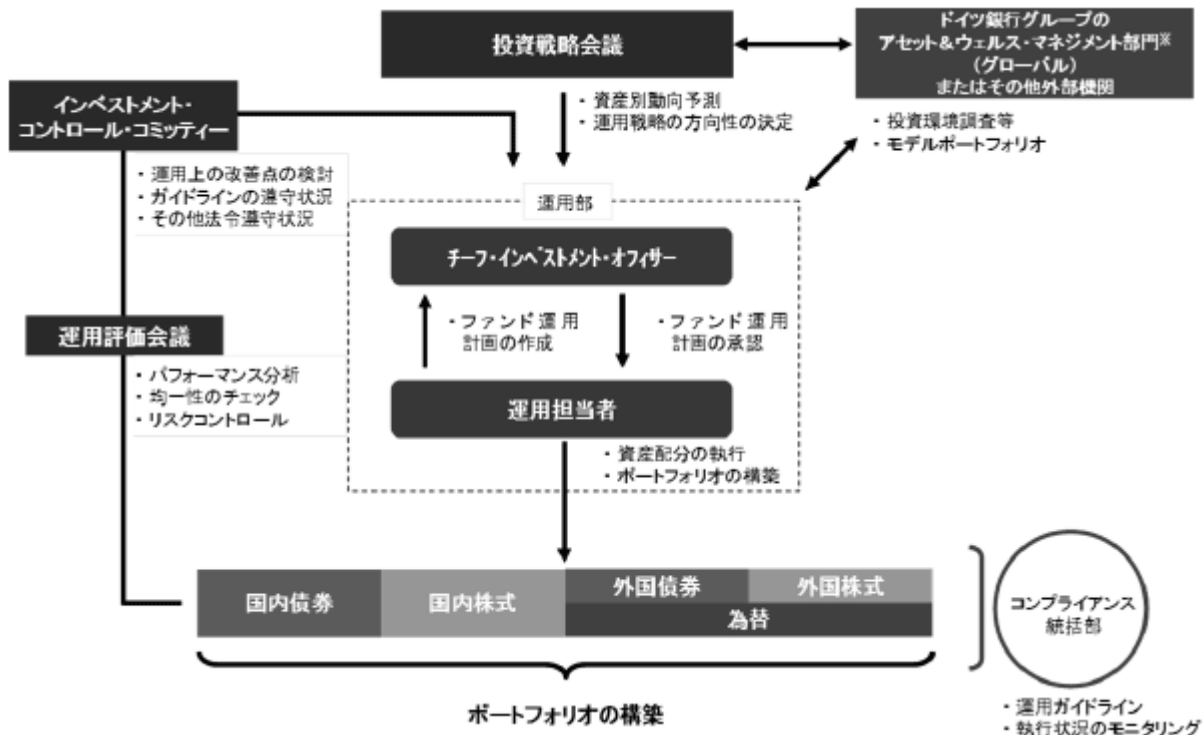 投資戦略会議
ドイツ銀行グループの
アセット&ウェルス・マネジメント部門※
(グローバル)
またはその他外部機関
・資産別動向予測
・運用戦略の方向性の決定
・投資環境調査等
・モデルポートフォリオ
インベストメント・
コントロール・コミッティー
・運用上の改善点の検討
・ガイドラインの遵守状況
・その他法令遵守状況
運用部
チーフ・インベストメント・オフィサー
・ファンド運用
計画の作成
・ファンド運用
計画の承認
運用評価会議
・パフォーマンス分析
・均一性のチェック
・リスクコントロール
運用担当者
・資産配分の執行
・ポートフォリオの構築
国内債券
国内株式
外国債券
外国株式
為替
コンプライアンス
統括部
ポートフォリオの構築
・運用ガイドライン
・執行状況のモニタリング